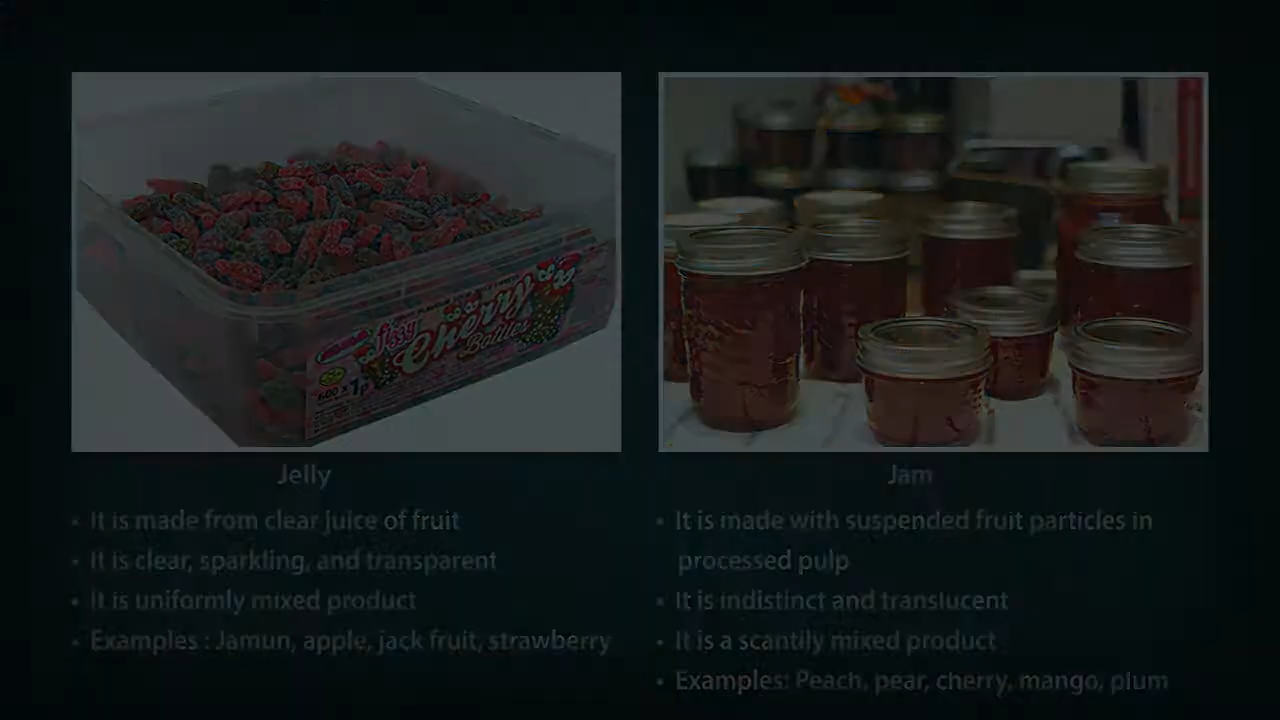 fizzy
Cherry
Bottles
600 x 1p
Jelly
• It is made from clear juice of fruit
• It is clear, sparkling, and transparent
• It is uniformly mixed product
• Examples : Jamun, apple, jack fruit, strawberry
Jam
• It is made with suspended fruit particles in
processed pulp
• It is indistinct and translucent
• It is a scantily mixed product
• Examples: Peach, pear, cherry, mango, plum